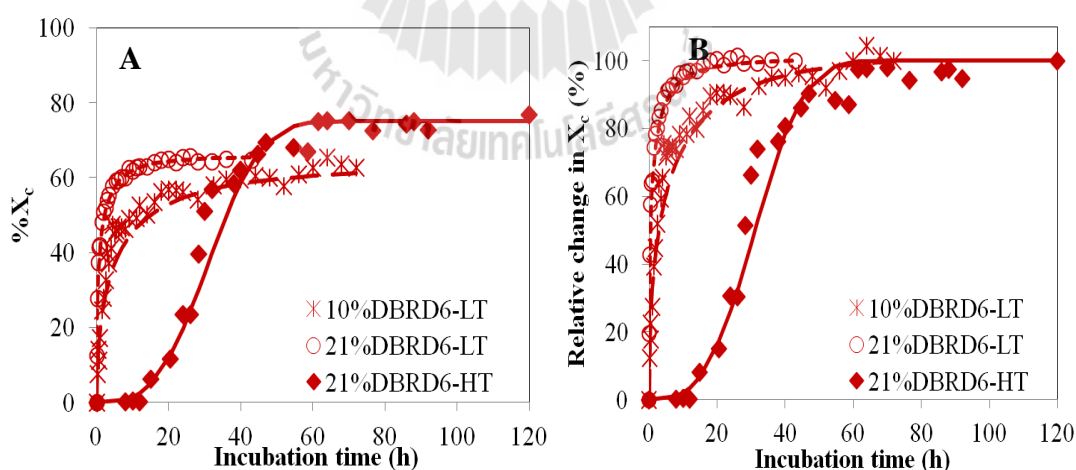 A
100
80
60
40
20
0
%Xc
0 20 40 60 80 100 120
Incubation time (h)
10%DBRD6-LT
21%DBRD6-LT
21%DBRD6-HT
B
100
80
60
40
20
0
Relative change in Xc (%)
0 20 40 60 80 100 120
Incubation time (h)
10%DBRD6-LT
21%DBRD6-LT
21%DBRD6-HT